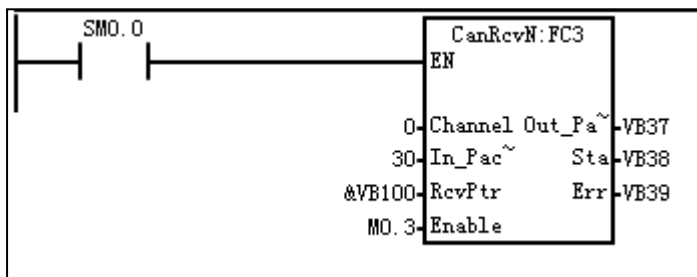 SM0.0
CanRcvN:FC3
EN
0 Channel Out_Pa~ VB37
30 In_Pac~ Sta VB38
&VB100 RcvPtr Err VB39
M0.3 Enable